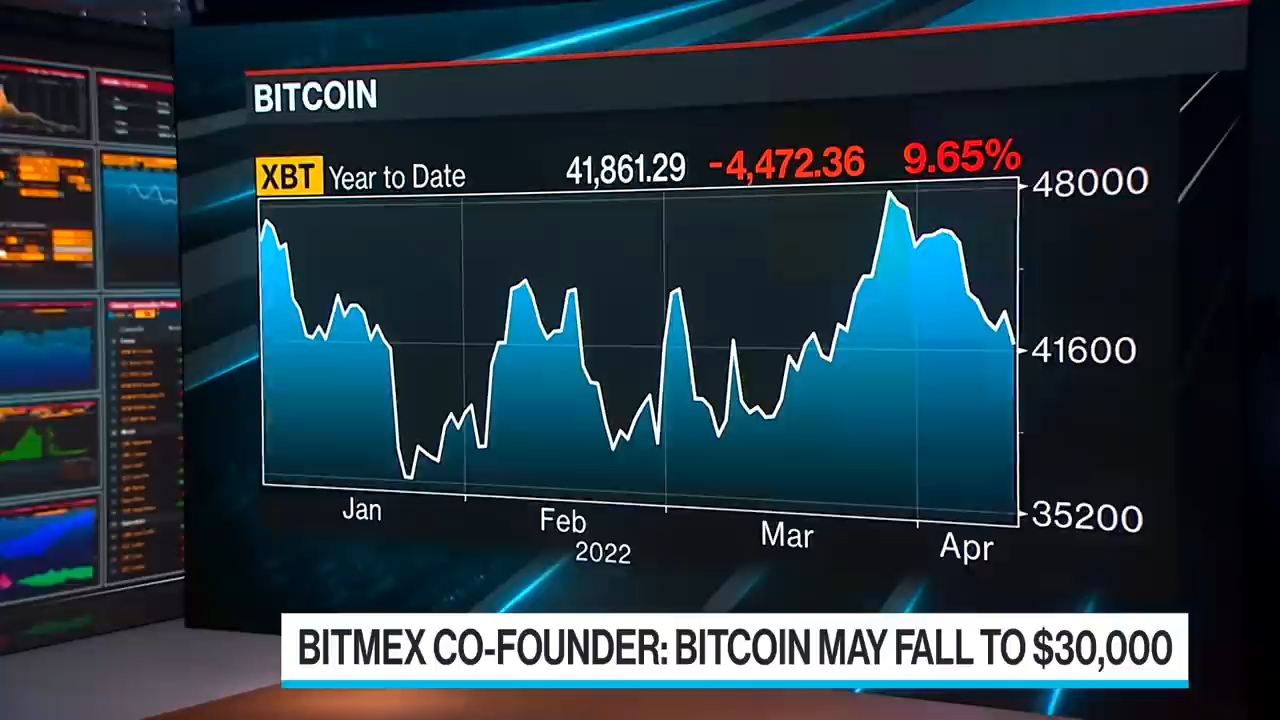 BITCOIN
XBT Year to Date 41,861.29 -4,472.36 9.65%
48000
41600
35200
Jan Feb Mar Apr
2022
BITMEX CO-FOUNDER: BITCOIN MAY FALL TO $30,000